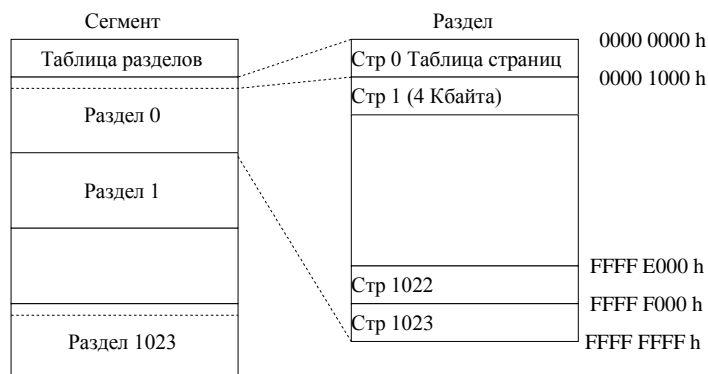 Сегмент
Таблица разделов
Раздел 0
Раздел 1
Раздел 1023
Раздел
Стр 0 Таблица страниц
Стр 1 (4 Кбайта)
Стр 1022
Стр 1023
0000 0000 h
0000 1000 h
FFFF E000 h
FFFF F000 h
FFFF FFFF h